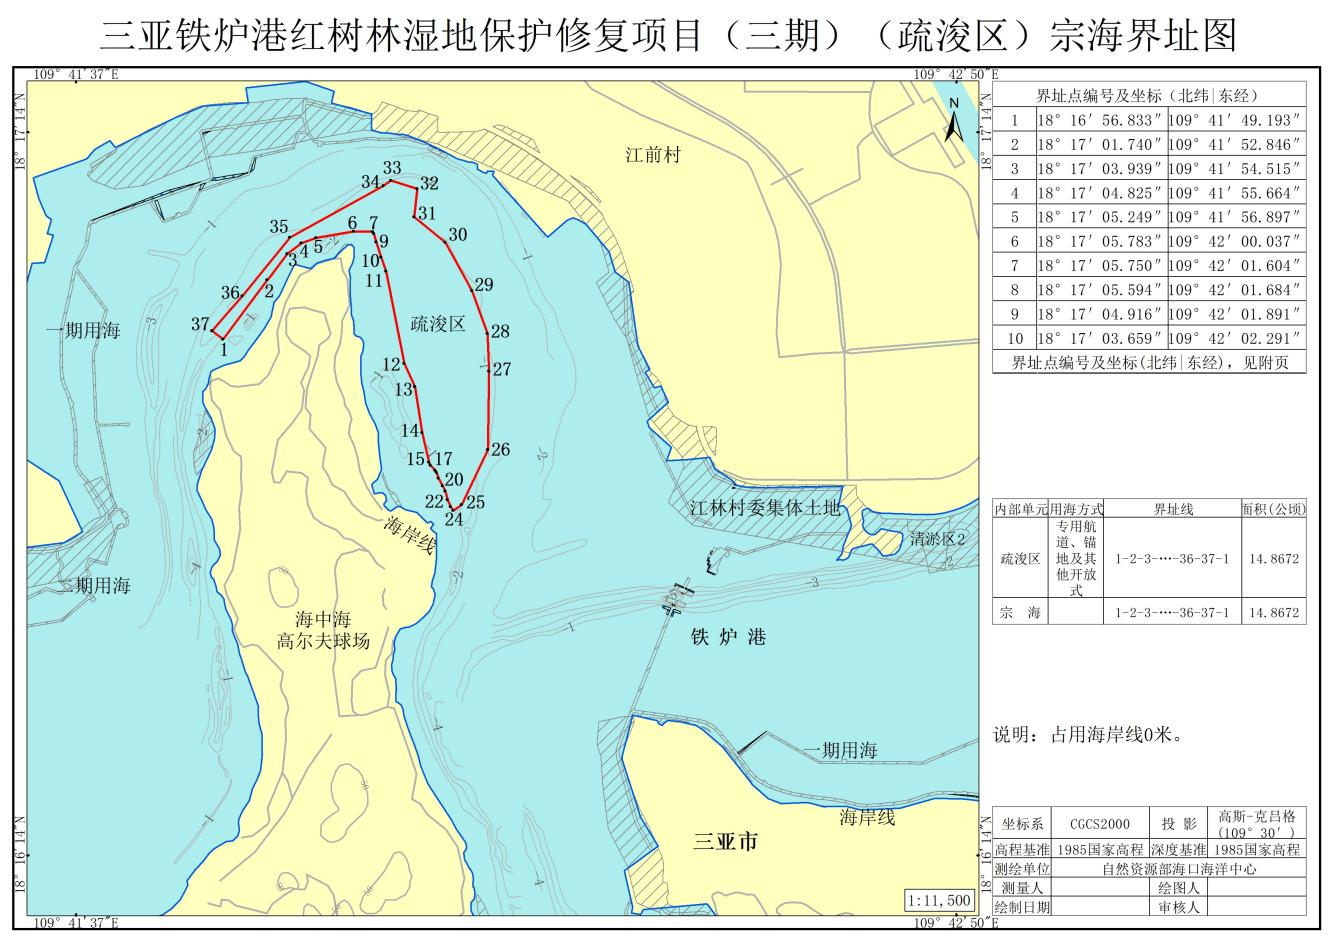 三亚铁炉港红树林湿地保护修复项目（三期）（疏浚区）宗海界址图
109° 41′37″E
109° 42′50″E
18° 17′14″N
18° 17′14″N
N
江前村
33
34
32
31
35
6
7
30
5
4
9
3
10
11
2
29
36
37
1
一期用海
疏浚区
28
27
12
13
14
26
15
17
20
22
25
24
海岸线
江林村委集体土地
清淤区2
二期用海
海中海
高尔夫球场
铁炉港
一期用海
海岸线
三亚市
-1
-2
-3
-4
50
18° 16′14″N
18° 16′14″N
1:11,500
109° 41′37″E
109° 42′50″E
界址点编号及坐标（北纬|东经）
1 18° 16′ 56.833″ 109° 41′ 49.193″
2 18° 17′ 01.740″ 109° 41′ 52.846″
3 18° 17′ 03.939″ 109° 41′ 54.515″
4 18° 17′ 04.825″ 109° 41′ 55.664″
5 18° 17′ 05.249″ 109° 41′ 56.897″
6 18° 17′ 05.783″ 109° 42′ 00.037″
7 18° 17′ 05.750″ 109° 42′ 01.604″
8 18° 17′ 05.594″ 109° 42′ 01.684″
9 18° 17′ 04.916″ 109° 42′ 01.891″
10 18° 17′ 03.659″ 109° 42′ 02.291″
界址点编号及坐标(北纬|东经)，见附页
内部单元 用海方式 界址线 面积(公顷)
疏浚区 专用航道、锚地及其他开放式 1-2-3-…-36-37-1 14.8672
宗 海 1-2-3-…-36-37-1 14.8672
说明：占用海岸线0米。
坐标系 CGCS2000 投 影 高斯-克吕格(109° 30′)
高程基准 1985国家高程 深度基准 1985国家高程
测绘单位 自然资源部海口海洋中心
测量人 绘图人
绘制日期 审核人